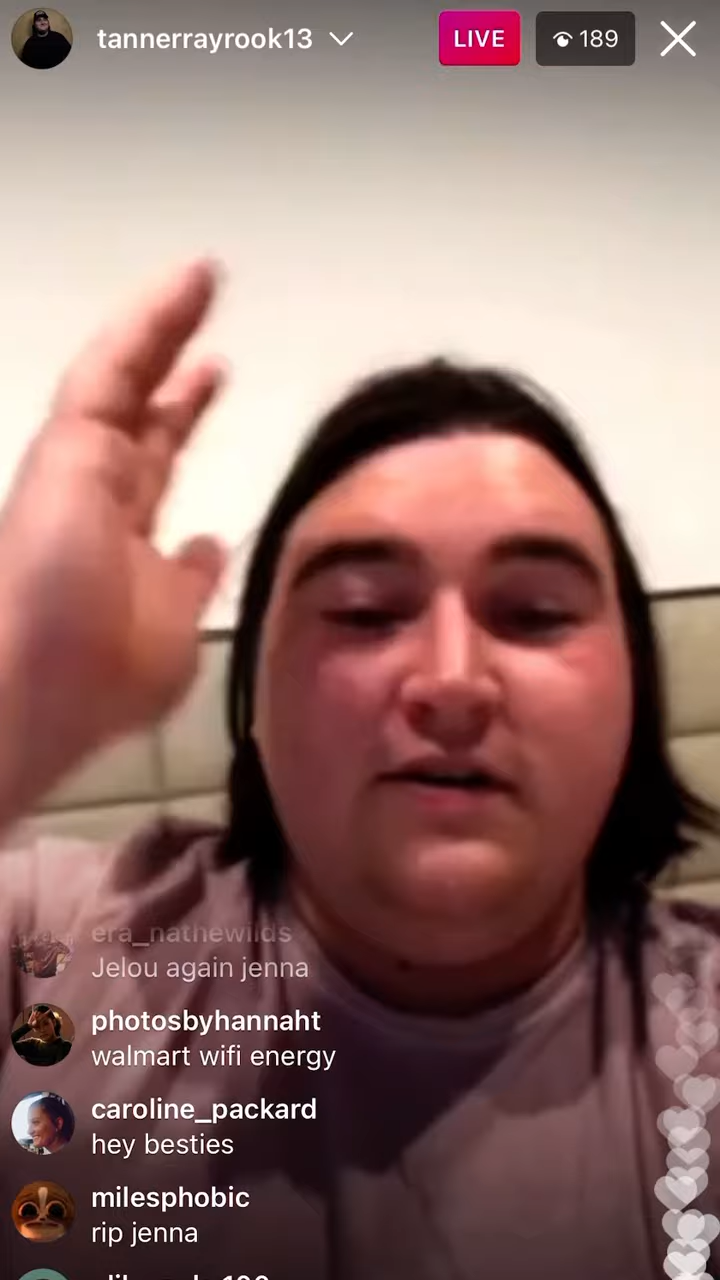 tannerrayrook13
LIVE
189
era_nathewilds
Jelou again jenna
photosbyhannaht
walmart wifi energy
caroline_packard
hey besties
milesphobic
rip jenna